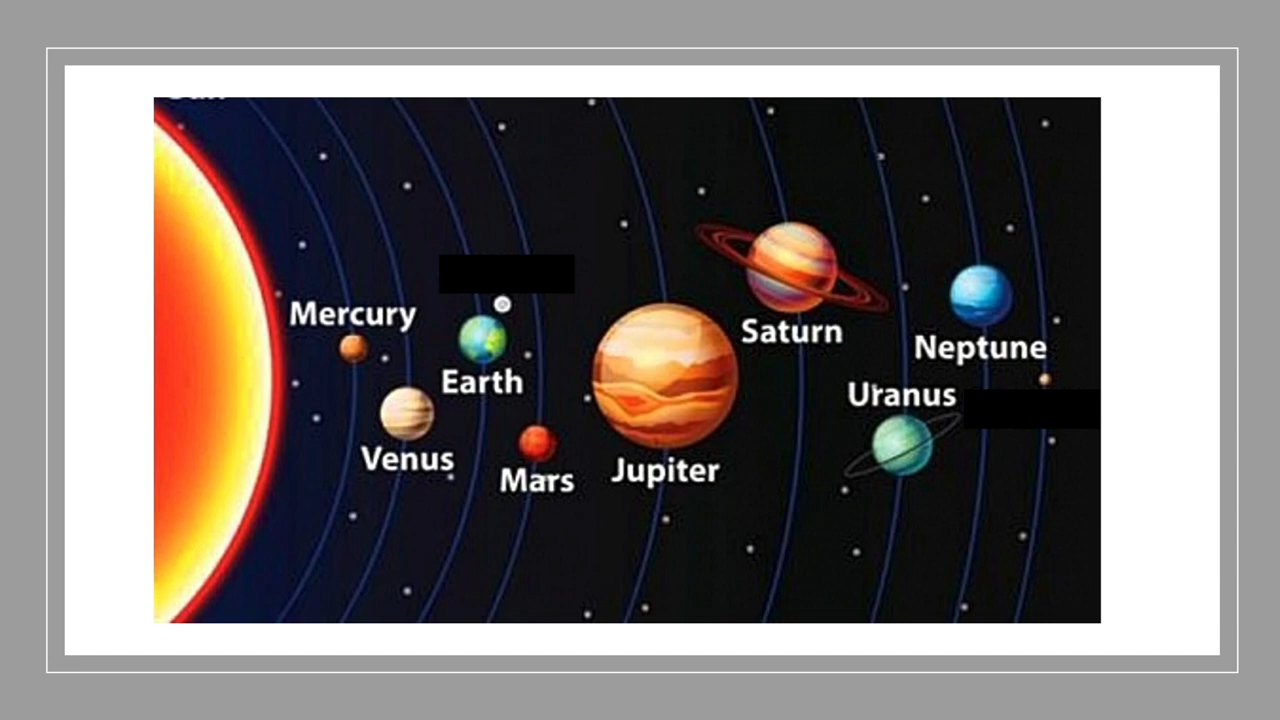 Mercury
Earth
Venus
Mars
Jupiter
Saturn
Neptune
Uranus